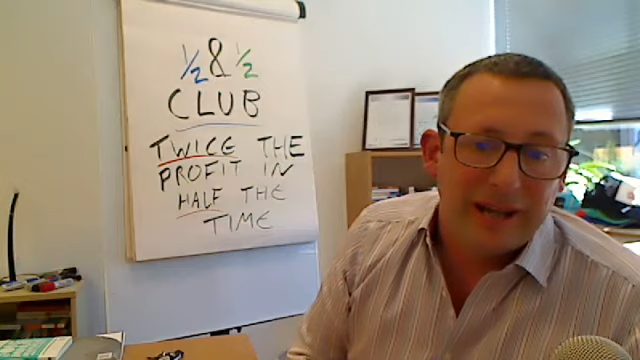 ½ & ½
CLUB
TWICE THE
PROFIT IN
HALF THE
TIME